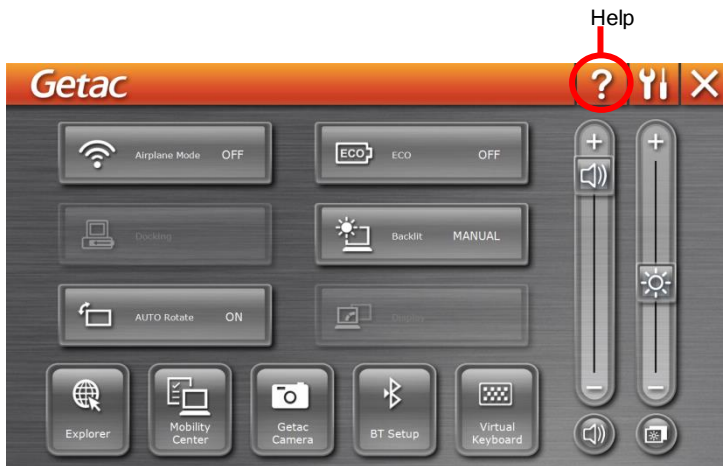 Help
Getac
?
Airplane Mode OFF
ECO ECO OFF
Docking
Backlit MANUAL
AUTO Rotate ON
Display
Explorer
Mobility
Center
Getac
Camera
BT Setup
Virtual
Keyboard
+
+
−
−